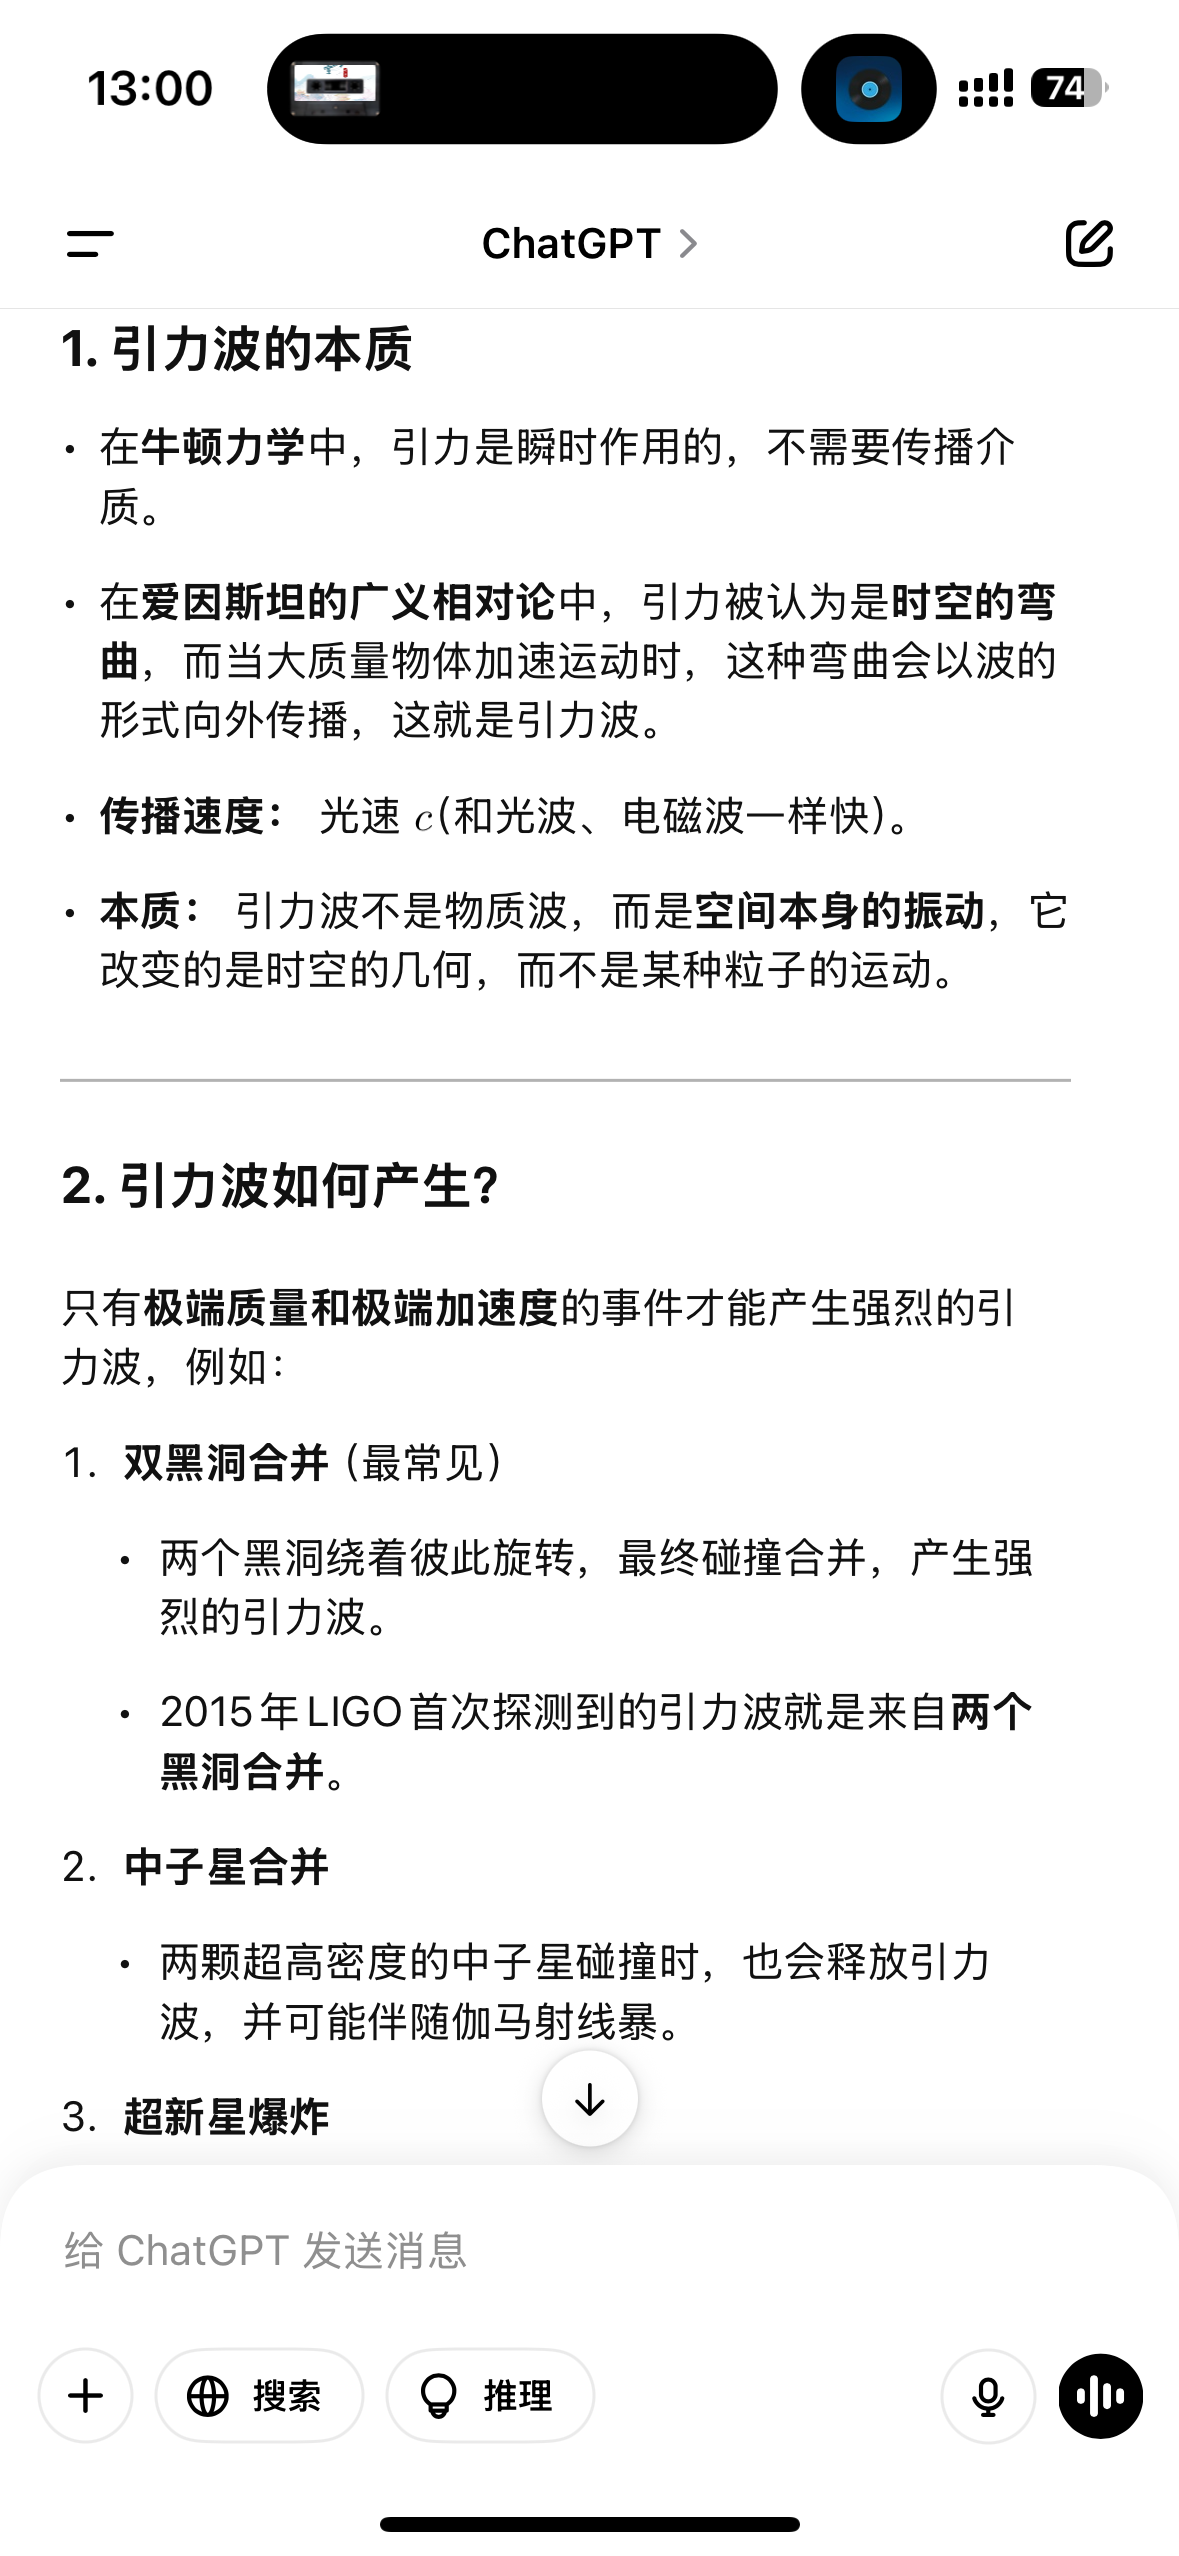 13:00
74
ChatGPT
1. 引力波的本质
• 在牛顿力学中，引力是瞬时作用的，不需要传播介
质。
• 在爱因斯坦的广义相对论中，引力被认为是时空的弯
曲，而当大质量物体加速运动时，这种弯曲会以波的
形式向外传播，这就是引力波。
• 传播速度： 光速 c(和光波、电磁波一样快)。
• 本质： 引力波不是物质波，而是空间本身的振动，它
改变的是时空的几何，而不是某种粒子的运动。
2. 引力波如何产生？
只有极端质量和极端加速度的事件才能产生强烈的引
力波，例如：
1. 双黑洞合并（最常见）
• 两个黑洞绕着彼此旋转，最终碰撞合并，产生强
烈的引力波。
• 2015年LIGO首次探测到的引力波就是来自两个
黑洞合并。
2. 中子星合并
• 两颗超高密度的中子星碰撞时，也会释放引力
波，并可能伴随伽马射线暴。
3. 超新星爆炸
给 ChatGPT 发送消息
搜索
推理